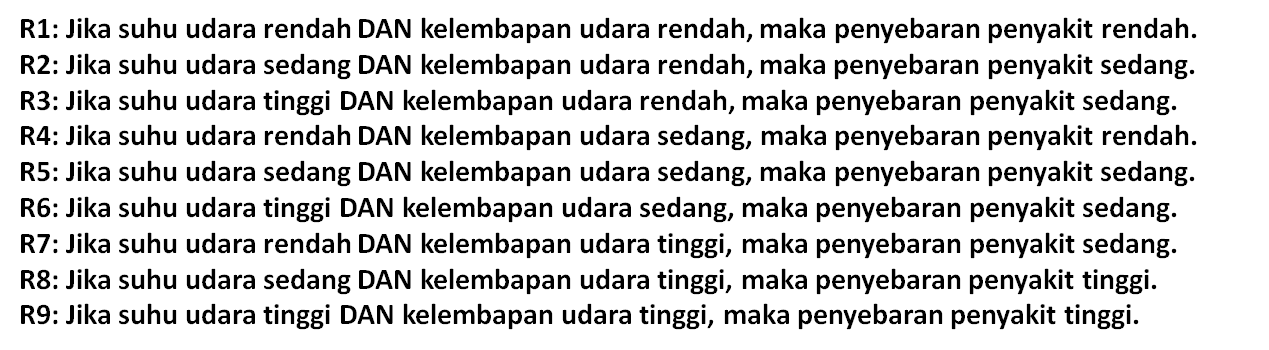 R1: Jika suhu udara rendah DAN kelembapan udara rendah, maka penyebaran penyakit rendah.
R2: Jika suhu udara sedang DAN kelembapan udara rendah, maka penyebaran penyakit sedang.
R3: Jika suhu udara tinggi DAN kelembapan udara rendah, maka penyebaran penyakit sedang.
R4: Jika suhu udara rendah DAN kelembapan udara sedang, maka penyebaran penyakit rendah.
R5: Jika suhu udara sedang DAN kelembapan udara sedang, maka penyebaran penyakit sedang.
R6: Jika suhu udara tinggi DAN kelembapan udara sedang, maka penyebaran penyakit sedang.
R7: Jika suhu udara rendah DAN kelembapan udara tinggi, maka penyebaran penyakit sedang.
R8: Jika suhu udara sedang DAN kelembapan udara tinggi, maka penyebaran penyakit tinggi.
R9: Jika suhu udara tinggi DAN kelembapan udara tinggi, maka penyebaran penyakit tinggi.